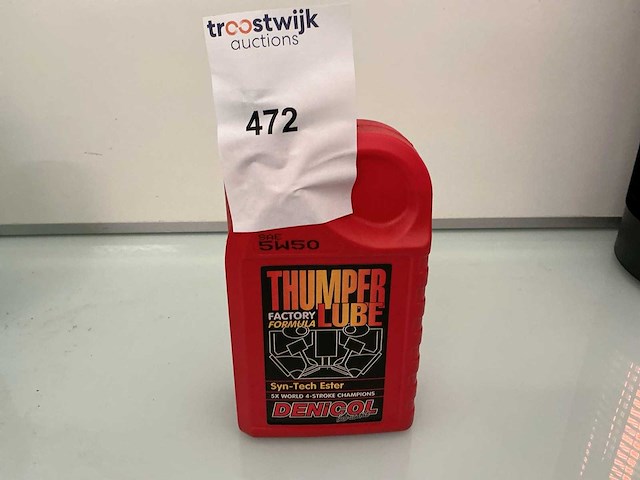 troostwijk
auctions
472
SAE
5W50
THUMPER
FACTORY LUBE
FORMULA
Syn-Tech Ester
5X WORLD 4-STROKE CHAMPIONS
DENICOL